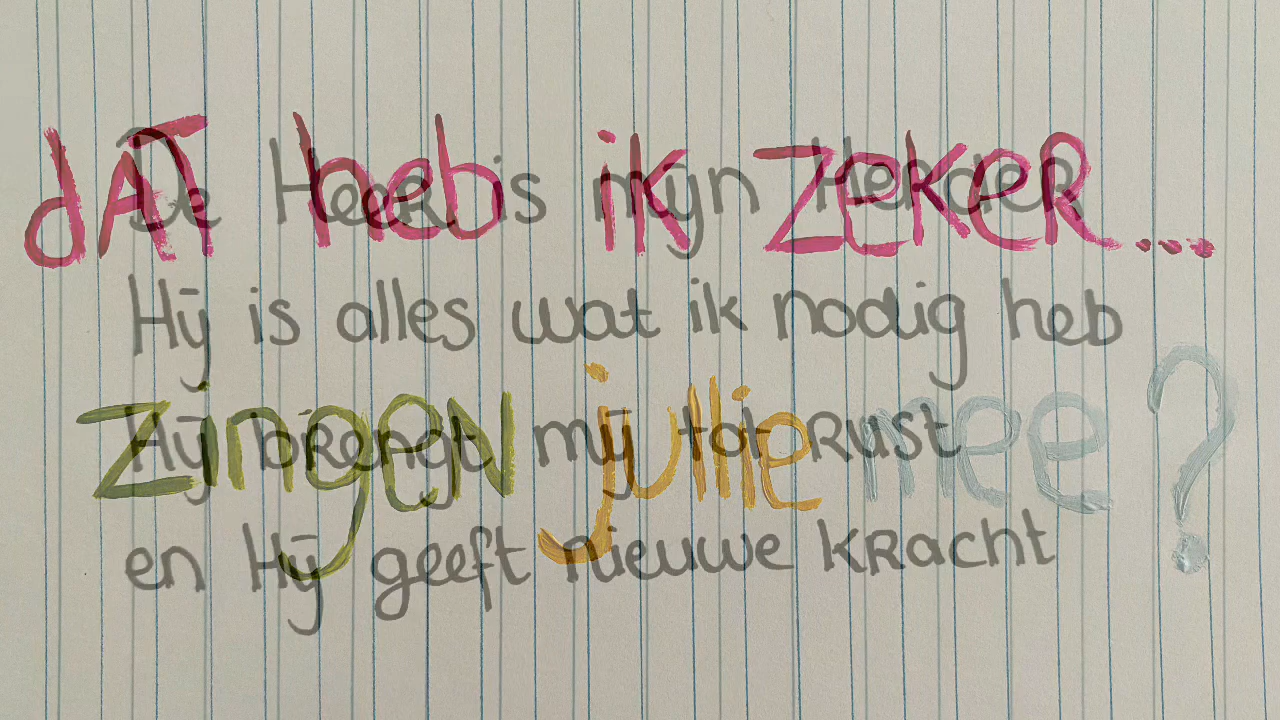 dAT heb ik ZEKER...
De HeeR is mijn HeRdeR
Hij is alles wat ik nodig heb
ZingeN jullie mee?
Hij bRengt mij tot Rust
en Hij geeft nieuwe kRacht